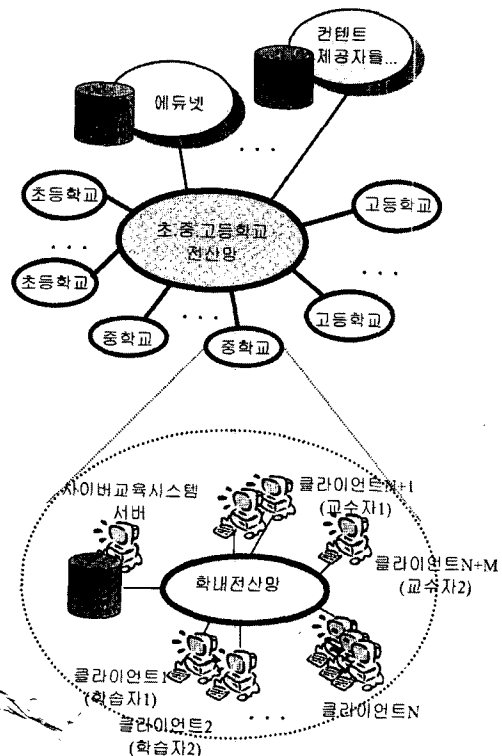 컨텐트
제공자들...
에듀넷
. . .
초등학교
고등학교
초.중.고등학교
전산망
. . .
. . .
초등학교
. . .
고등학교
중학교
중학교
사이버교육시스템
서버
클라이언트N+1
(교수자1)
클라이언트N+M
(교수자2)
학내전산망
클라이언트1
(학습자1)
클라이언트2
(학습자2)
. . .
클라이언트N